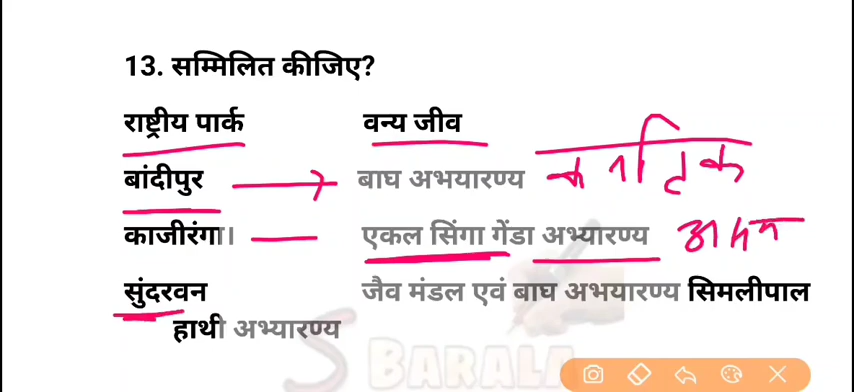 13. सम्मिलित कीजिए?
राष्ट्रीय पार्क वन्य जीव
बांदीपुर बाघ अभयारण्य कर्नाटक
काजीरंगा।। एकल सिंगा गेंडा अभ्यारण्य असम
सुंदरवन जैव मंडल एवं बाघ अभयारण्य सिमलीपाल
हाथी अभ्यारण्य
S BARALA